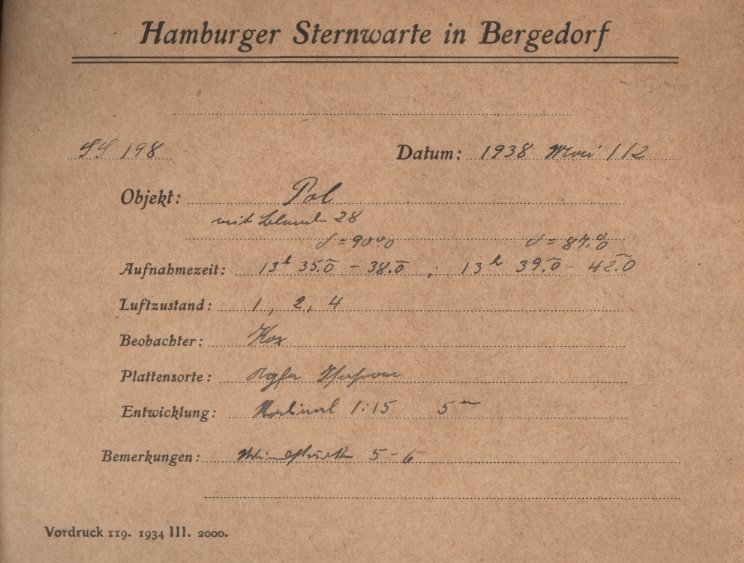 Hamburger Sternwarte in Bergedorf
SS 198 Datum: 1938 Mai 1/2
Objekt: Pol
mit Blende 28
δ = 90°.0 δ = 87°.0
Aufnahmezeit: 13h 35.0 - 38.0 ; 13h 39.0 - 42.0
Luftzustand: 1, 2, 4
Beobachter:
Plattensorte: Agfa Isochrom
Entwicklung: Rodinal 1:15 5m
Bemerkungen: Windstärke 5-6
Vordruck 119. 1934 III. 2000.